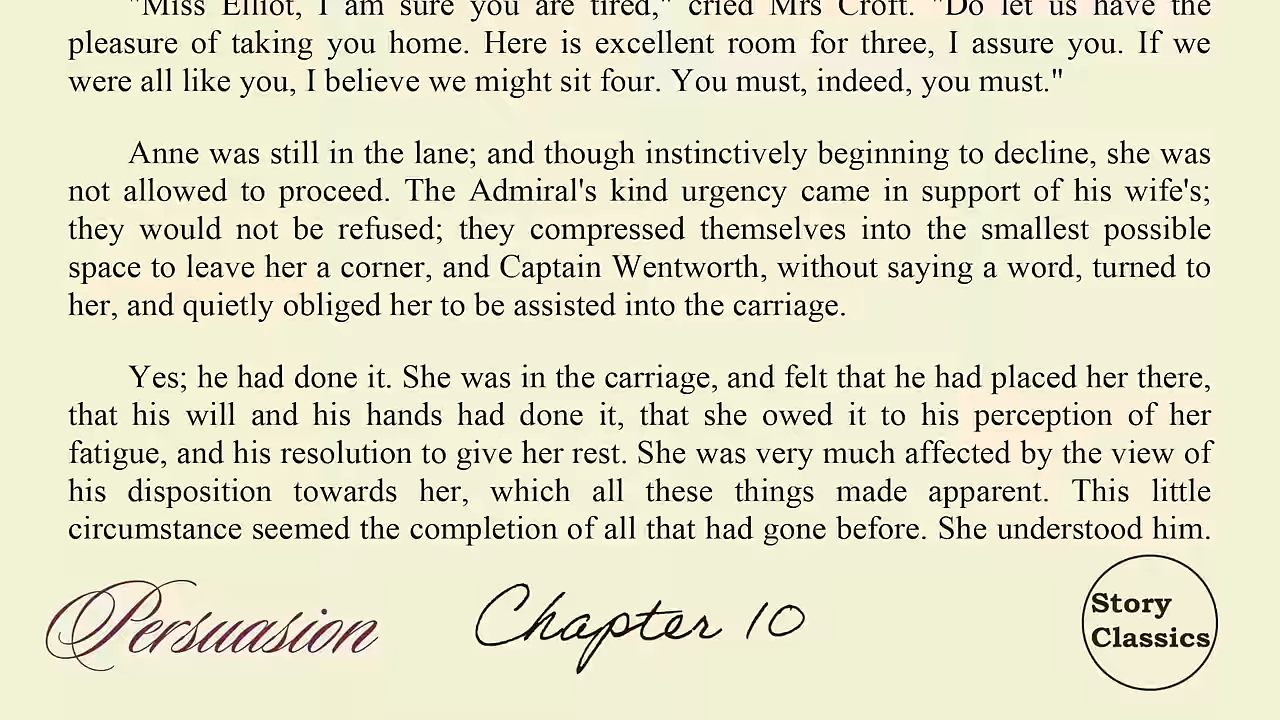 "Miss Elliot, I am sure you are tired," cried Mrs Croft. "Do let us have the
pleasure of taking you home. Here is excellent room for three, I assure you. If we
were all like you, I believe we might sit four. You must, indeed, you must."
Anne was still in the lane; and though instinctively beginning to decline, she was
not allowed to proceed. The Admiral's kind urgency came in support of his wife's;
they would not be refused; they compressed themselves into the smallest possible
space to leave her a corner, and Captain Wentworth, without saying a word, turned to
her, and quietly obliged her to be assisted into the carriage.
Yes; he had done it. She was in the carriage, and felt that he had placed her there,
that his will and his hands had done it, that she owed it to his perception of her
fatigue, and his resolution to give her rest. She was very much affected by the view of
his disposition towards her, which all these things made apparent. This little
circumstance seemed the completion of all that had gone before. She understood him.
Persuasion
Chapter 10
Story
Classics